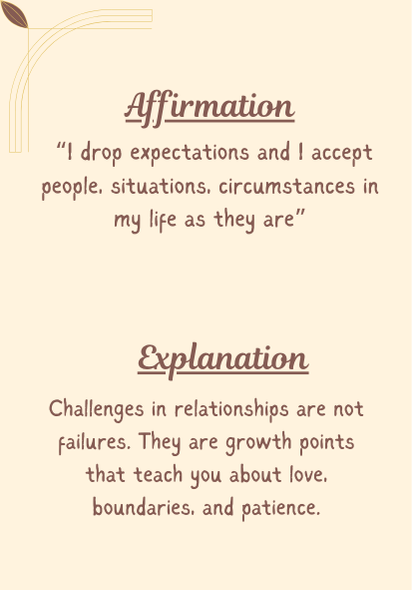 Affirmation
“I drop expectations and I accept
people, situations, circumstances in
my life as they are”
Explanation
Challenges in relationships are not
failures. They are growth points
that teach you about love,
boundaries, and patience.